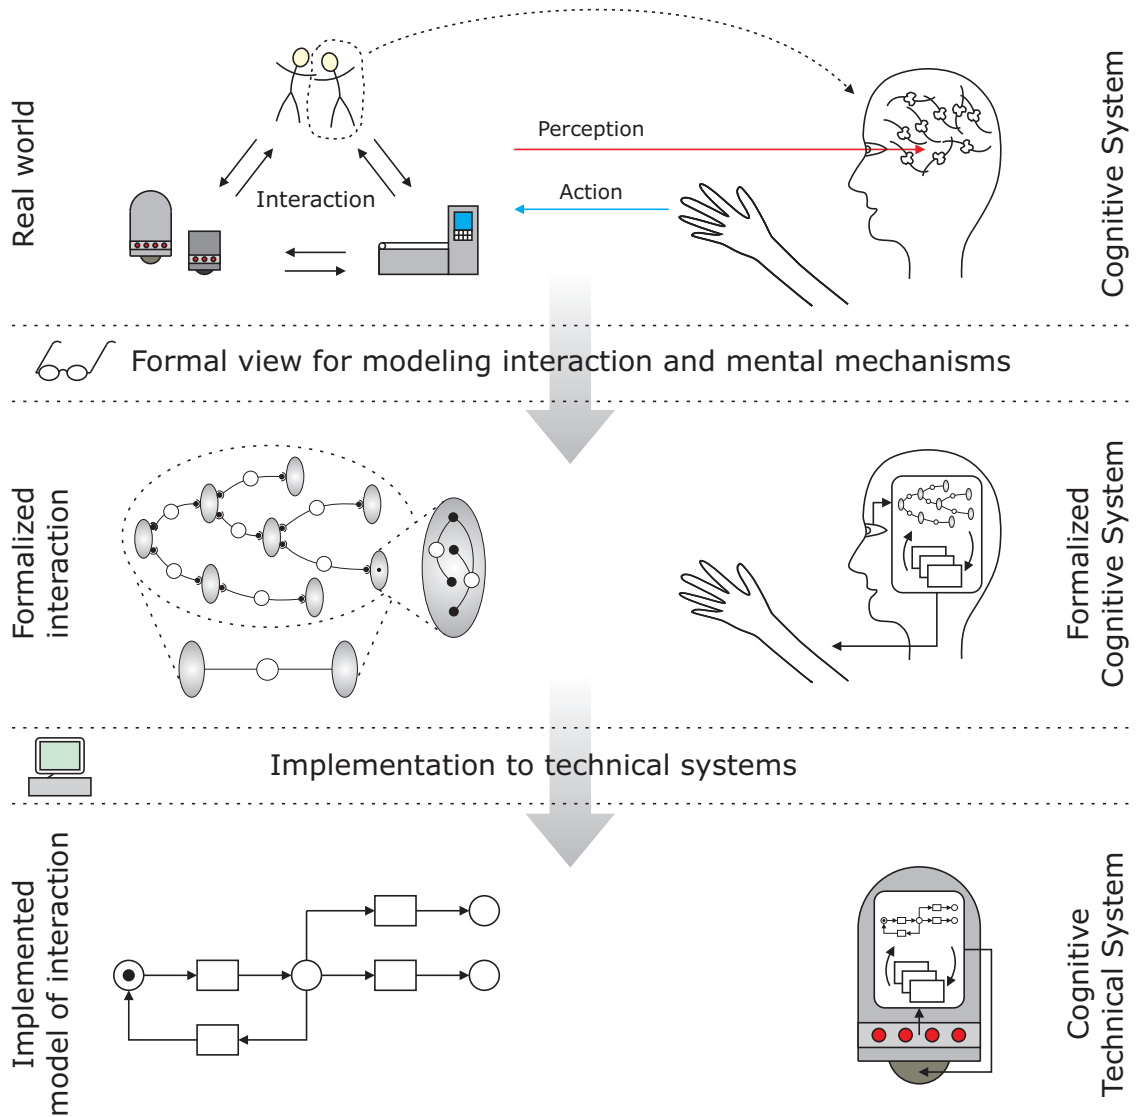 Real world
Perception
Interaction
Action
Cognitive System
Formal view for modeling interaction and mental mechanisms
Formalized
interaction
Formalized
Cognitive System
Implementation to technical systems
Implemented
model of interaction
Cognitive
Technical System